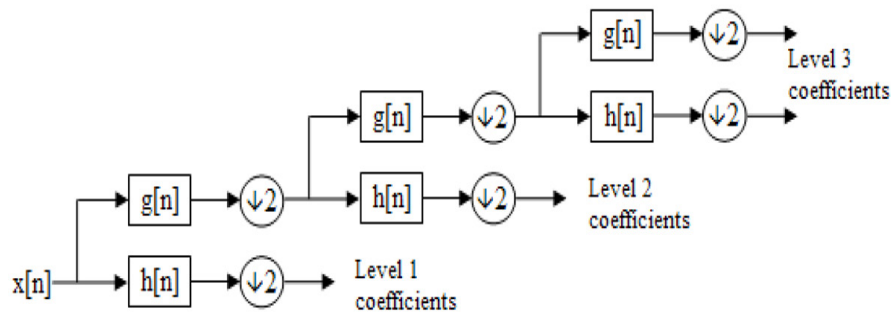 g[n] ↓2
Level 3
coefficients
g[n] ↓2 h[n] ↓2
g[n] ↓2 h[n] ↓2
Level 2
coefficients
x[n] h[n] ↓2
Level 1
coefficients